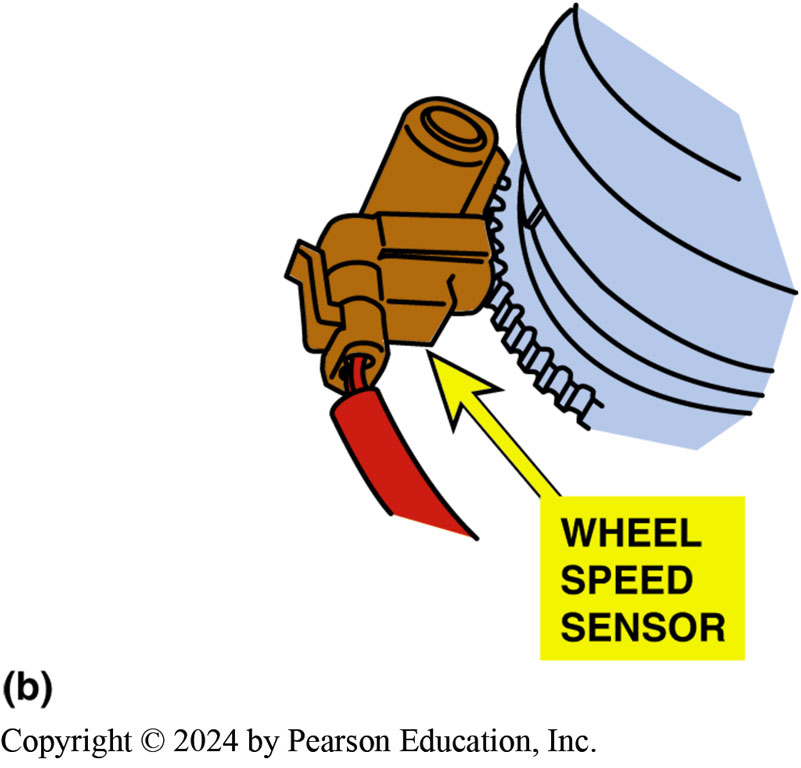 WHEEL
SPEED
SENSOR
(b)
Copyright © 2024 by Pearson Education, Inc.